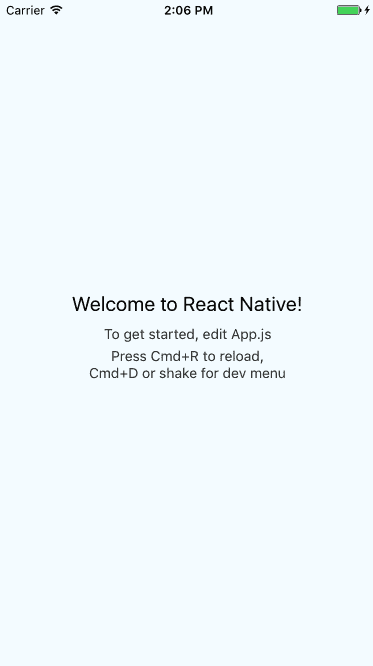 Carrier 2:06 PM
Welcome to React Native!
To get started, edit App.js
Press Cmd+R to reload,
Cmd+D or shake for dev menu